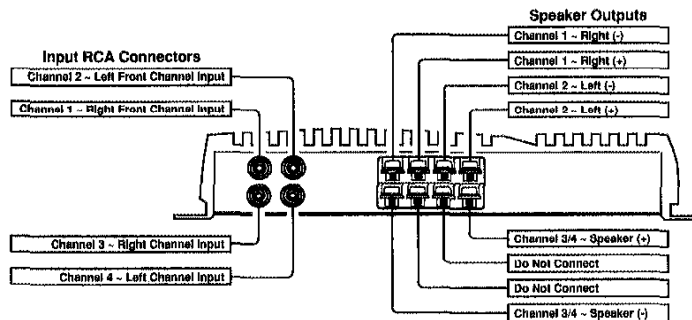 Speaker Outputs
Channel 1 ~ Right (-)
Input RCA Connectors
Channel 1 ~ Right (+)
Channel 2 ~ Left Front Channel Input
Channel 2 ~ Left (-)
Channel 1 ~ Right Front Channel Input
Channel 2 ~ Left (+)
Channel 3 ~ Right Channel Input
Channel 3/4 ~ Speaker (+)
Do Not Connect
Channel 4 ~ Left Channel Input
Do Not Connect
Channel 3/4 ~ Speaker (-)